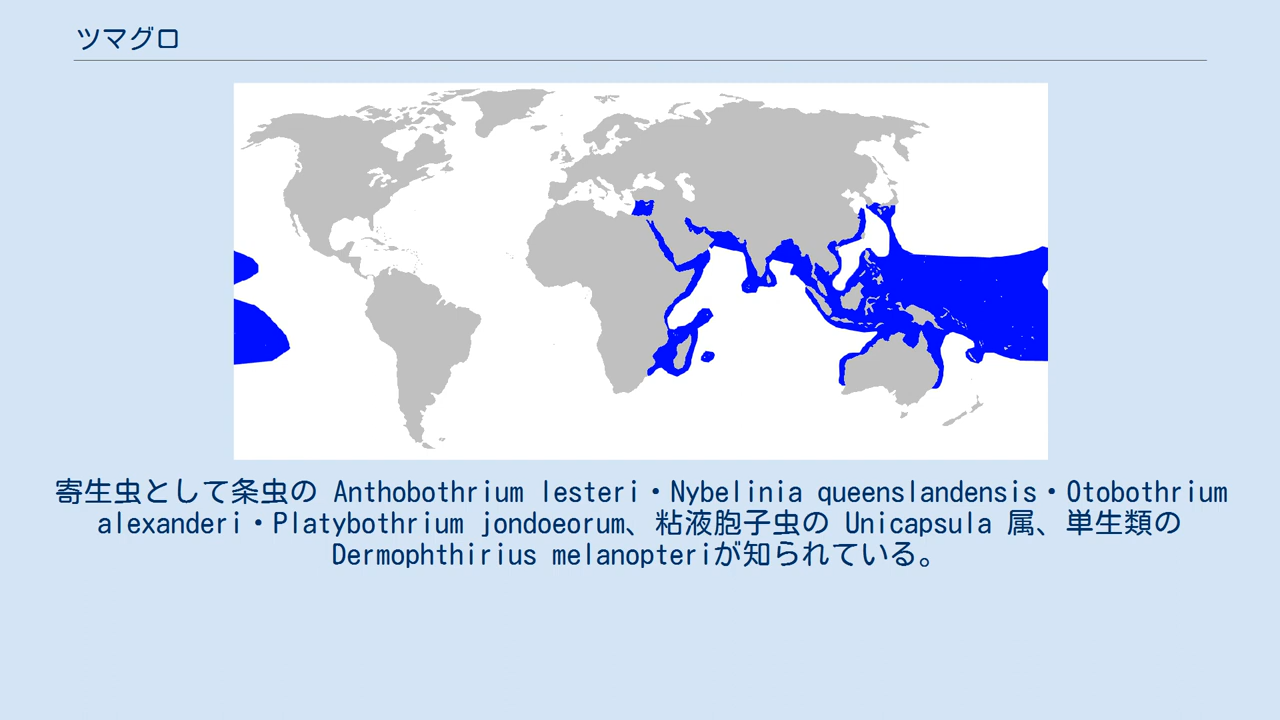 ツマグロ
寄生虫として条虫の Anthobothrium lesteri・Nybelinia queenslandensis・Otobothrium
alexanderi・Platybothrium jondoeorum、粘液胞子虫の Unicapsula 属、単生類の
Dermophthirius melanopteriが知られている。